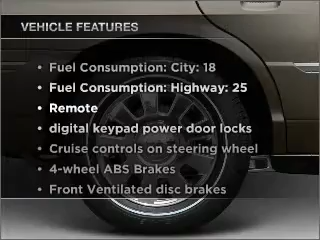 VEHICLE FEATURES
• Fuel Consumption: City: 18
• Fuel Consumption: Highway: 25
• Remote
• digital keypad power door locks
• Cruise controls on steering wheel
• 4-wheel ABS Brakes
• Front Ventilated disc brakes